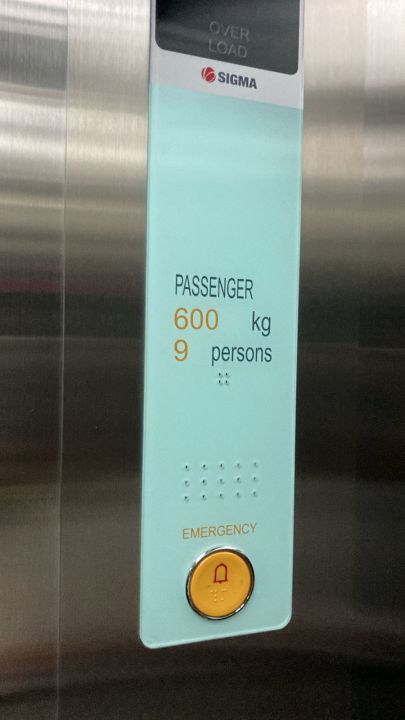 OVER
LOAD
SIGMA
PASSENGER
600 kg
9 persons
EMERGENCY